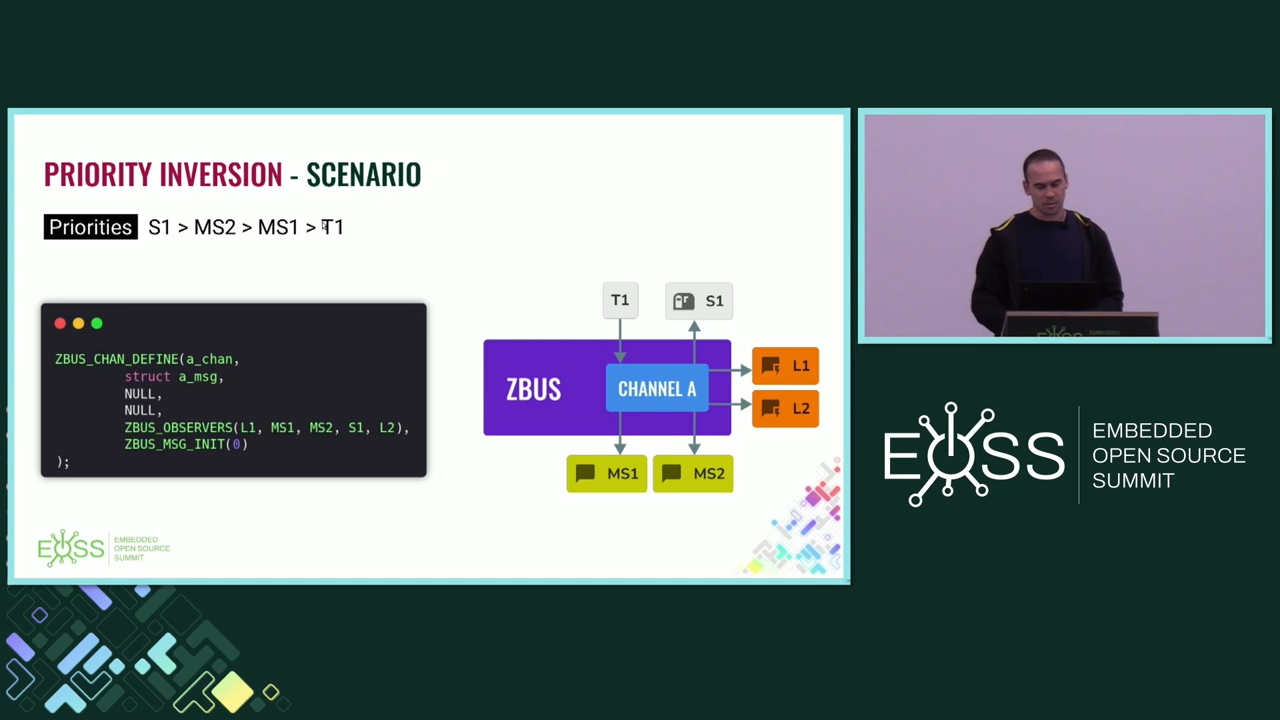 PRIORITY INVERSION - SCENARIO
Priorities S1 > MS2 > MS1 > T1
ZBUS_CHAN_DEFINE(a_chan,
struct a_msg,
NULL,
NULL,
ZBUS_OBSERVERS(L1, MS1, MS2, S1, L2),
ZBUS_MSG_INIT(0)
);
T1
S1
ZBUS
CHANNEL A
L1
L2
MS1
MS2
EOSS
EMBEDDED
OPEN SOURCE
SUMMIT
EOSS
EMBEDDED
OPEN SOURCE
SUMMIT